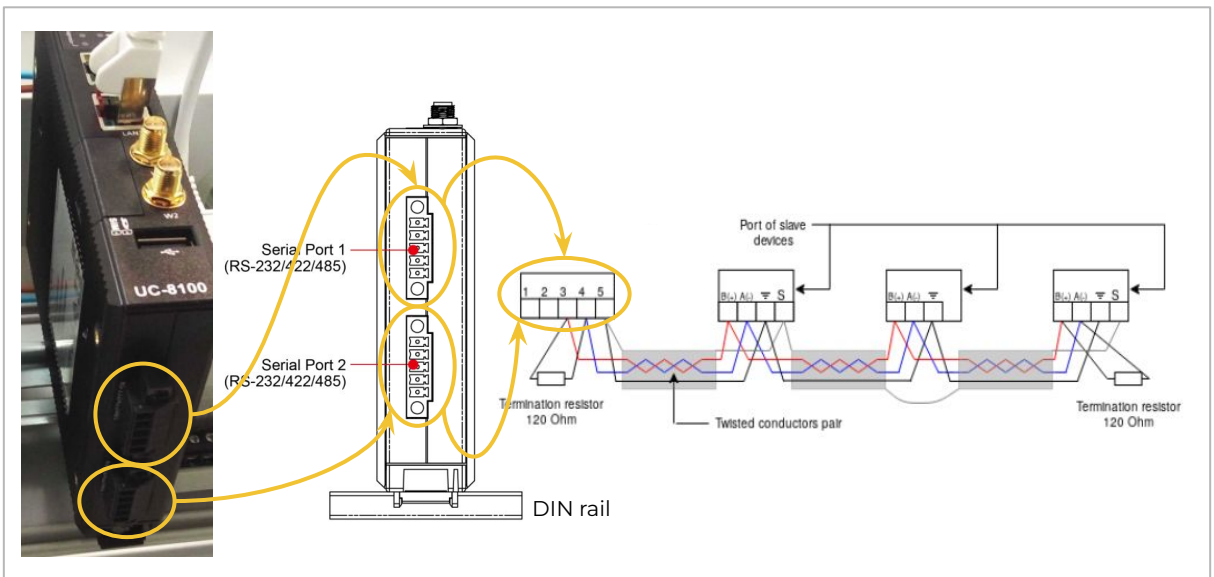 LAN
W2
UC-8100
Serial Port 1
(RS-232/422/485)
Serial Port 2
(RS-232/422/485)
DIN rail
1 2 3 4 5
Termination resistor
120 Ohm
Port of slave
devices
B(+) A(-) S
B(+) A(-)
B(+) A(-) S
Twisted conductors pair
Termination resistor
120 Ohm